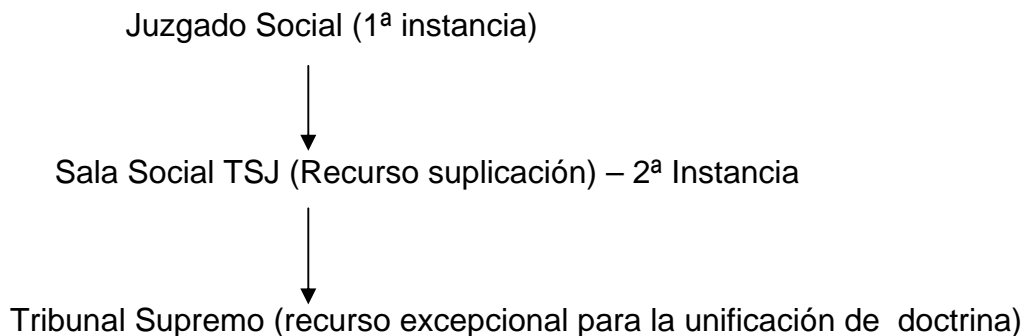 Juzgado Social (1ª instancia)
Sala Social TSJ (Recurso suplicación) – 2ª Instancia
Tribunal Supremo (recurso excepcional para la unificación de doctrina)